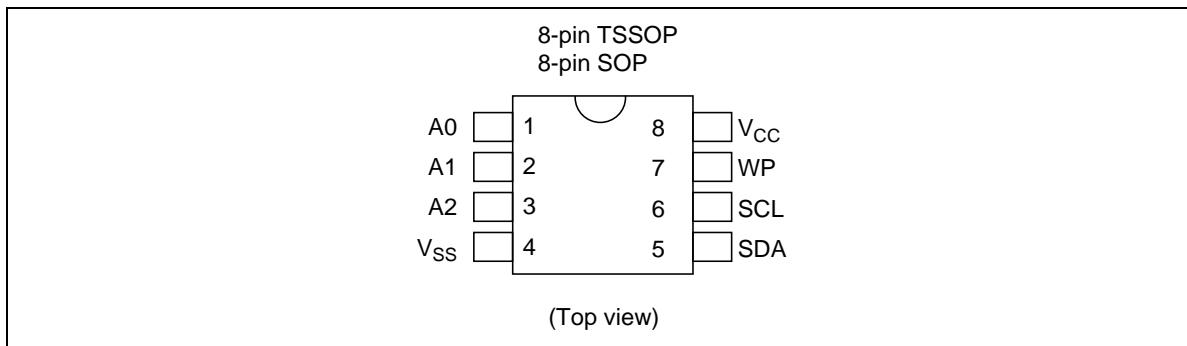 8-pin TSSOP
8-pin SOP
A0 1 8 VCC
A1 2 7 WP
A2 3 6 SCL
VSS 4 5 SDA
(Top view)